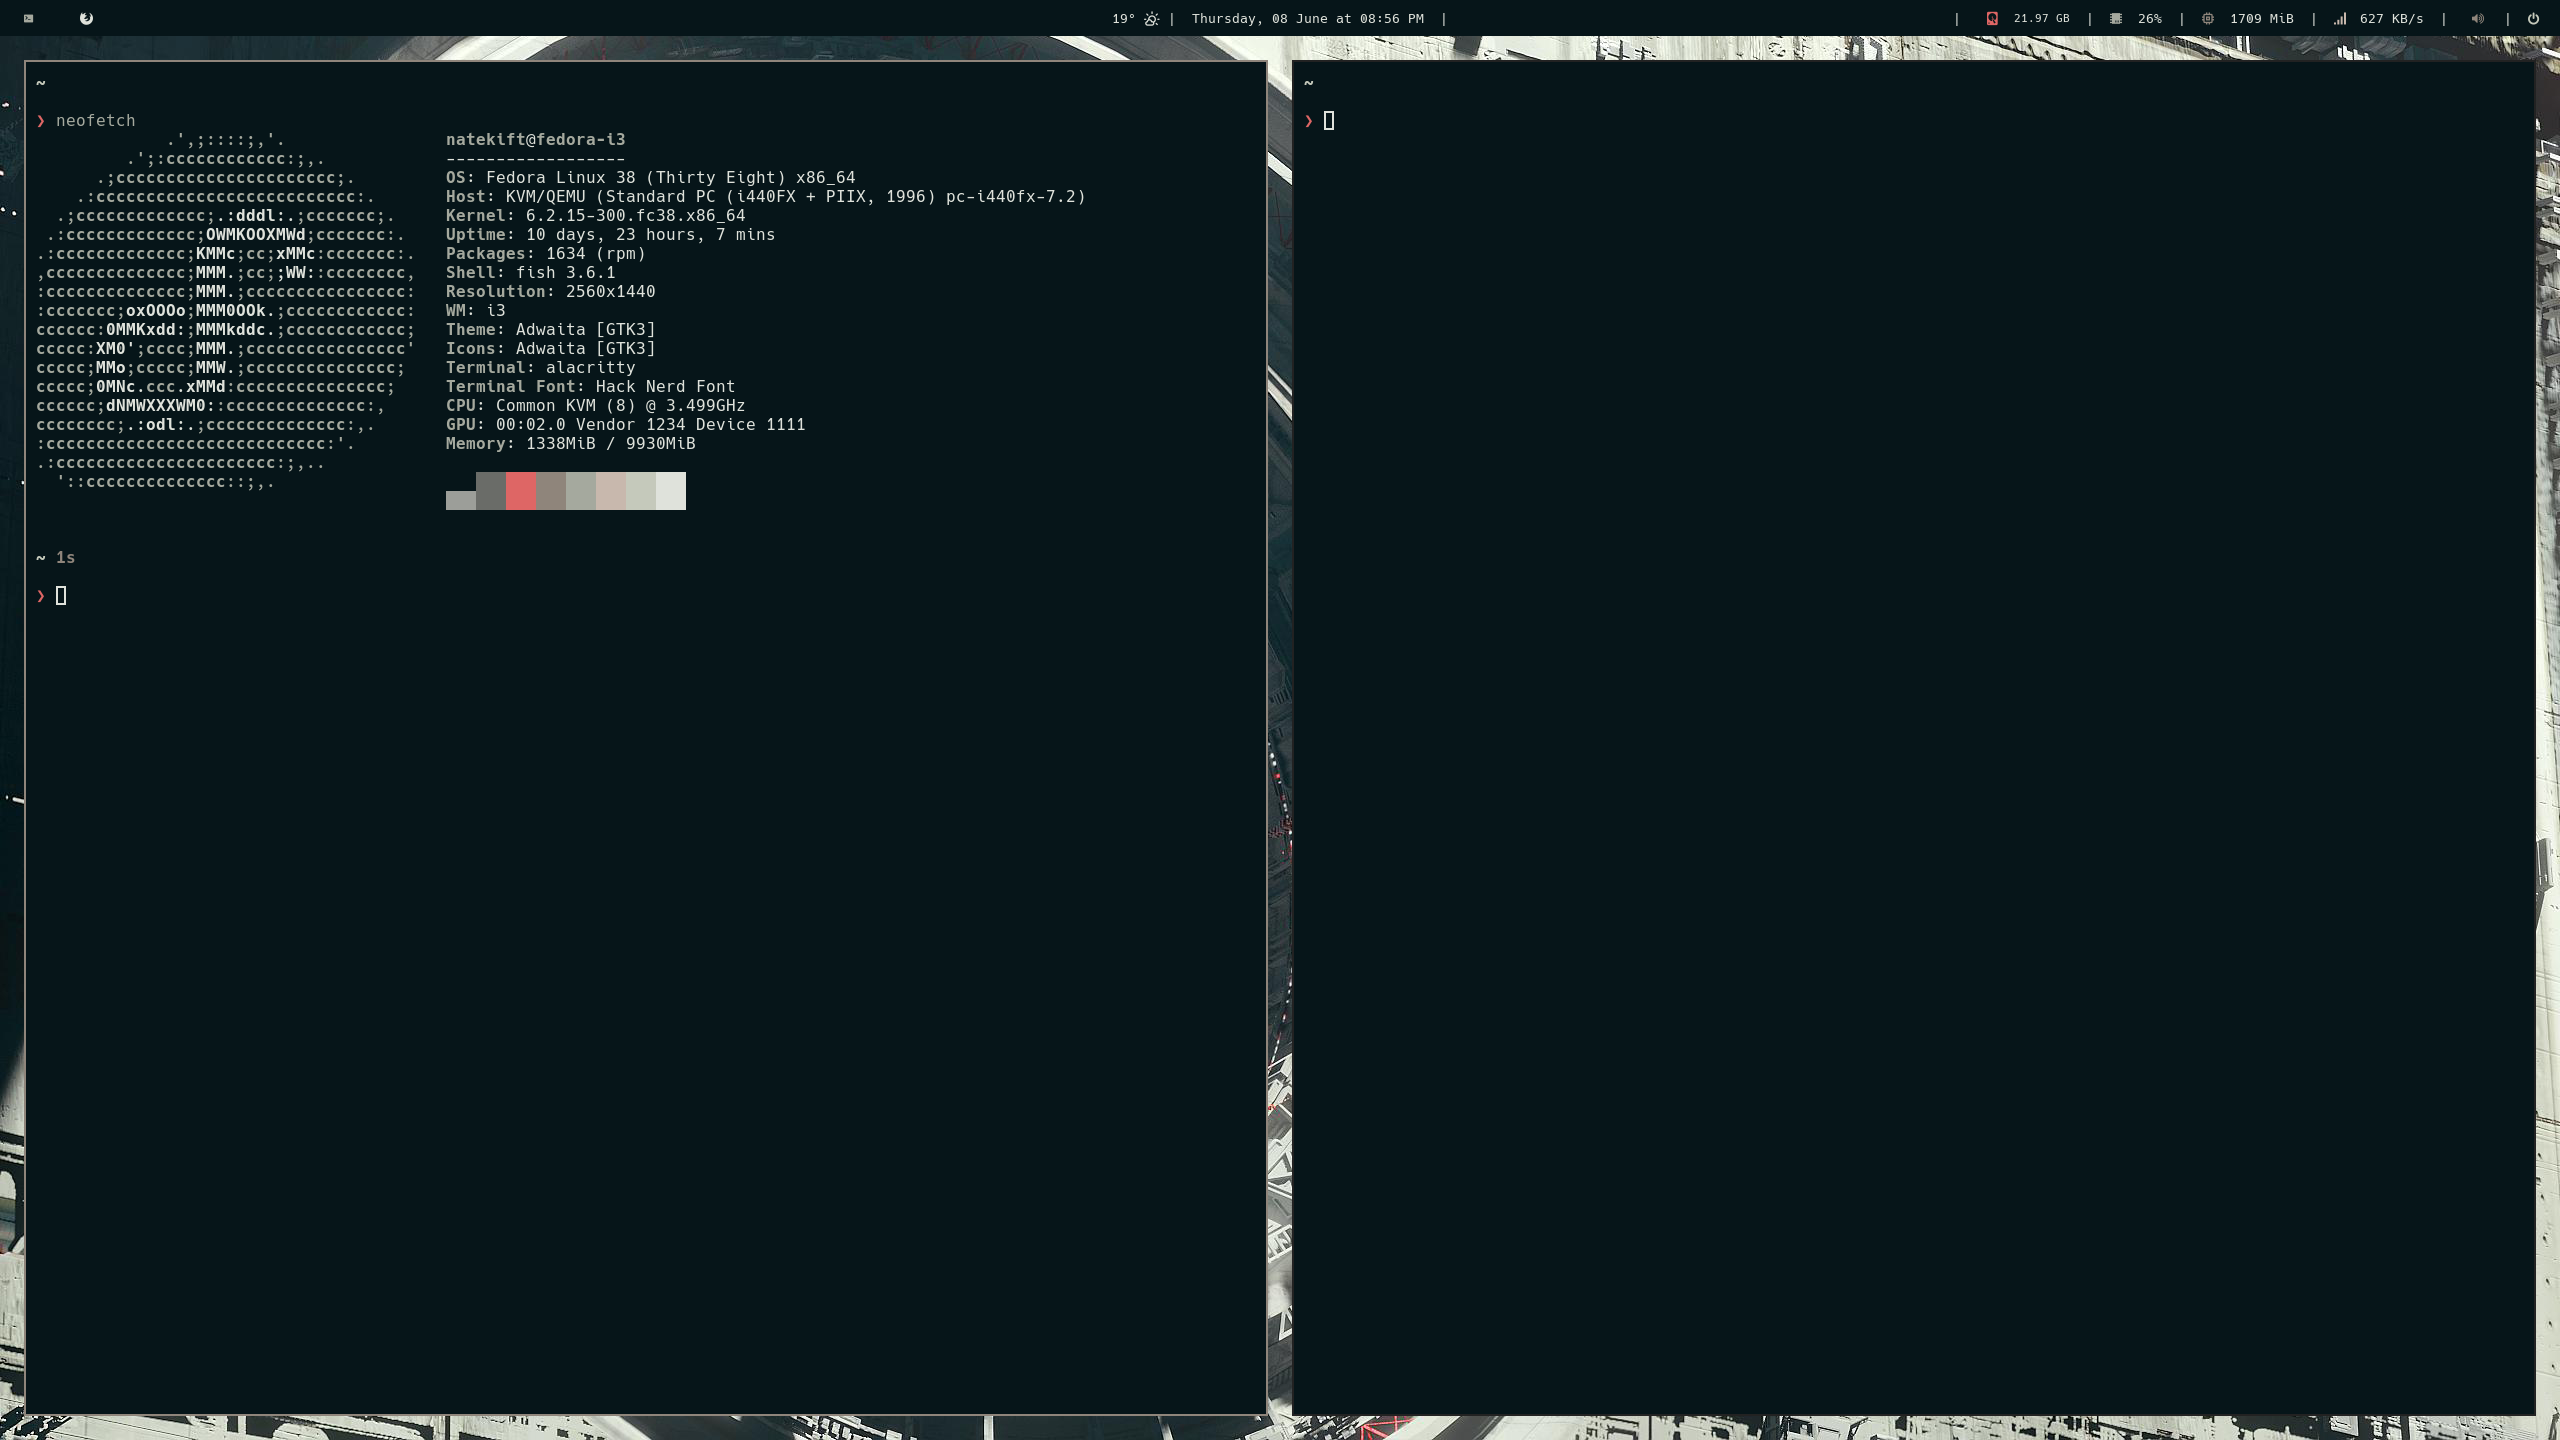 19° | Thursday, 08 June at 08:56 PM | | 21.97 GB | 26% | 1709 MiB | 627 KB/s | |
~
❯ neofetch
             .',;::::;,'.
         .';:cccccccccccc:;,.
      .;cccccccccccccccccccccc;.
    .:cccccccccccccccccccccccccc:.
  .;ccccccccccccc;.:dddl:.;ccccccc;.
 .:ccccccccccccc;OWMKOOXMWd;ccccccc:.
.:ccccccccccccc;KMMc;cc;xMMc:ccccccc:.
,cccccccccccccc;MMM.;cc;;WW::cccccccc,
:cccccccccccccc;MMM.;cccccccccccccccc:
:ccccccc;oxOOOo;MMM0OOk.;cccccccccccc:
cccccc:0MMKxdd:;MMMkddc.;cccccccccccc;
ccccc:XM0';cccc;MMM.;cccccccccccccccc'
ccccc;MMo;ccccc;MMW.;ccccccccccccccc;
ccccc;0MNc.ccc.xMMd:ccccccccccccccc;
cccccc;dNMWXXXWM0::cccccccccccccc:,
cccccccc;.:odl:.;cccccccccccccc:,.
:cccccccccccccccccccccccccccc:'.
.:cccccccccccccccccccccc:;,..
  '::cccccccccccccc::;,.
natekift@fedora-i3
------------------
OS: Fedora Linux 38 (Thirty Eight) x86_64
Host: KVM/QEMU (Standard PC (i440FX + PIIX, 1996) pc-i440fx-7.2)
Kernel: 6.2.15-300.fc38.x86_64
Uptime: 10 days, 23 hours, 7 mins
Packages: 1634 (rpm)
Shell: fish 3.6.1
Resolution: 2560x1440
WM: i3
Theme: Adwaita [GTK3]
Icons: Adwaita [GTK3]
Terminal: alacritty
Terminal Font: Hack Nerd Font
CPU: Common KVM (8) @ 3.499GHz
GPU: 00:02.0 Vendor 1234 Device 1111
Memory: 1338MiB / 9930MiB
~ 1s
❯
~
❯